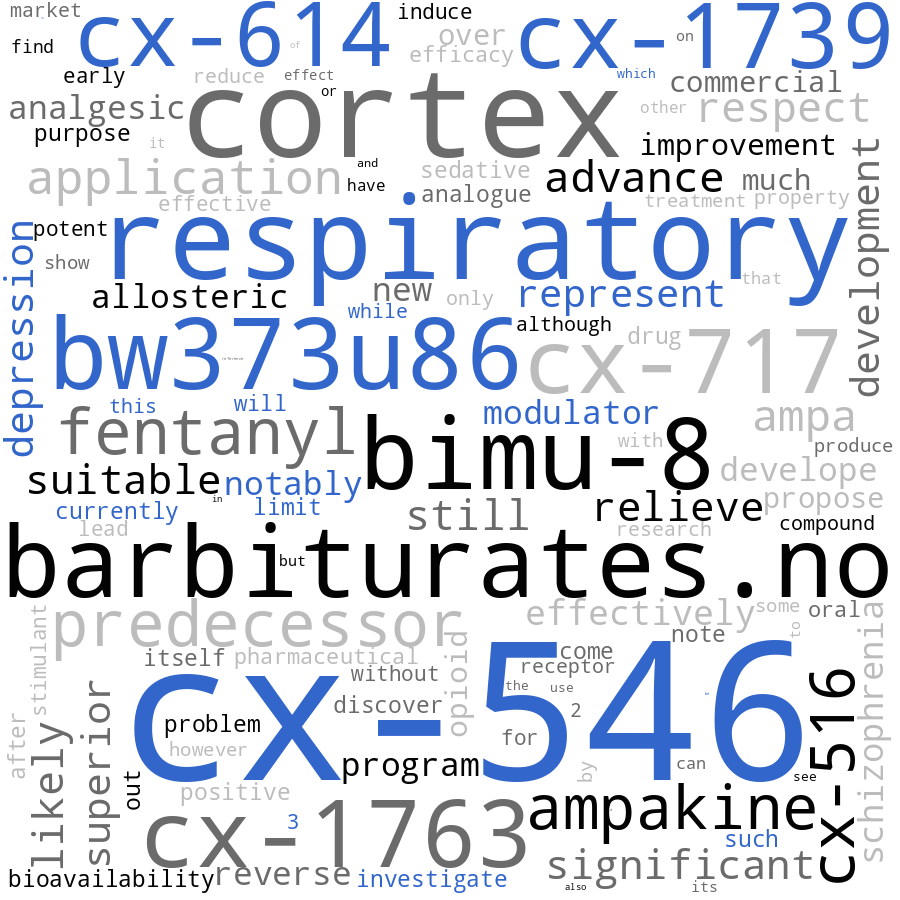 market
cx-614
of
induce
over
efficacy
cx-1739
on
find
early
reduce
effect
or
which
commercial
analgesic
cortex
other
respect
purpose
it
and
improvement
application
have
sedative
analogue
advance
much
effective
treatment
property
development
potent
respiratory
show
allosteric
new
only
that
represent
depression
while
although
bw373u86
reference
cx-717
drug
this
will
modulator
ampa
fentanyl
bimu-8
with
produce
suitable
notably
develope
in
currently
limit
still
relieve
propose
lead
research
compound
barbiturates.no
but
predecessor
effectively
some
oral
to
stimulant
itself
pharmaceutical
opioid
come
note
without
receptor
schizophrenia
cx-546
the
use
discover
2
problem
for
however
program
by
can
see
cx-516
after
likely
superior
out
positive
cx-1763
3
ampakine
such
significant
bioavailability
reverse
investigate
also
its